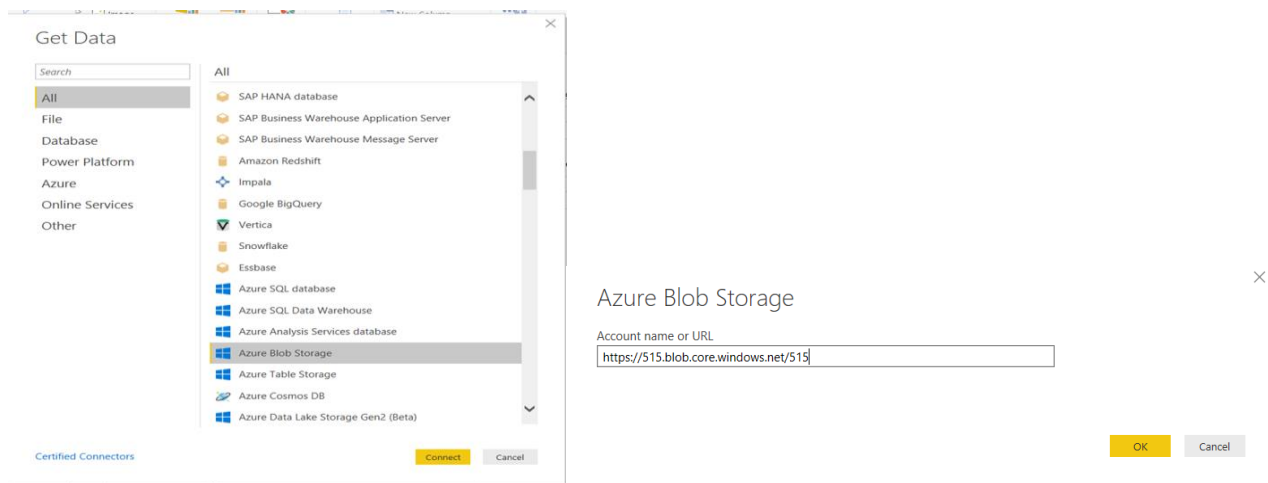 New Column
Get Data
Search
All
File
Database
Power Platform
Azure
Online Services
Other
All
SAP HANA database
SAP Business Warehouse Application Server
SAP Business Warehouse Message Server
Amazon Redshift
Impala
Google BigQuery
Vertica
Snowflake
Essbase
Azure SQL database
Azure SQL Data Warehouse
Azure Analysis Services database
Azure Blob Storage
Azure Table Storage
Azure Cosmos DB
Azure Data Lake Storage Gen2 (Beta)
Certified Connectors
Connect
Cancel
Azure Blob Storage
Account name or URL
https://515.blob.core.windows.net/515
OK
Cancel